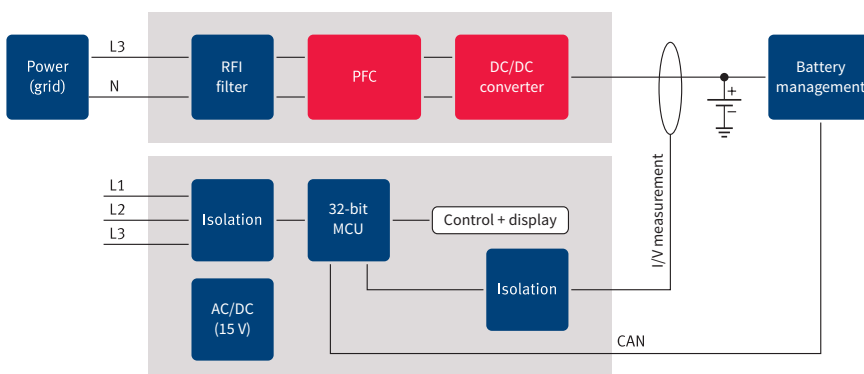 L3
N
Power
(grid)
RFI
filter
PFC
DC/DC
converter
+
−
Battery
management
L1
L2
L3
Isolation
32-bit
MCU
Control + display
I/V measurement
Isolation
AC/DC
(15 V)
CAN